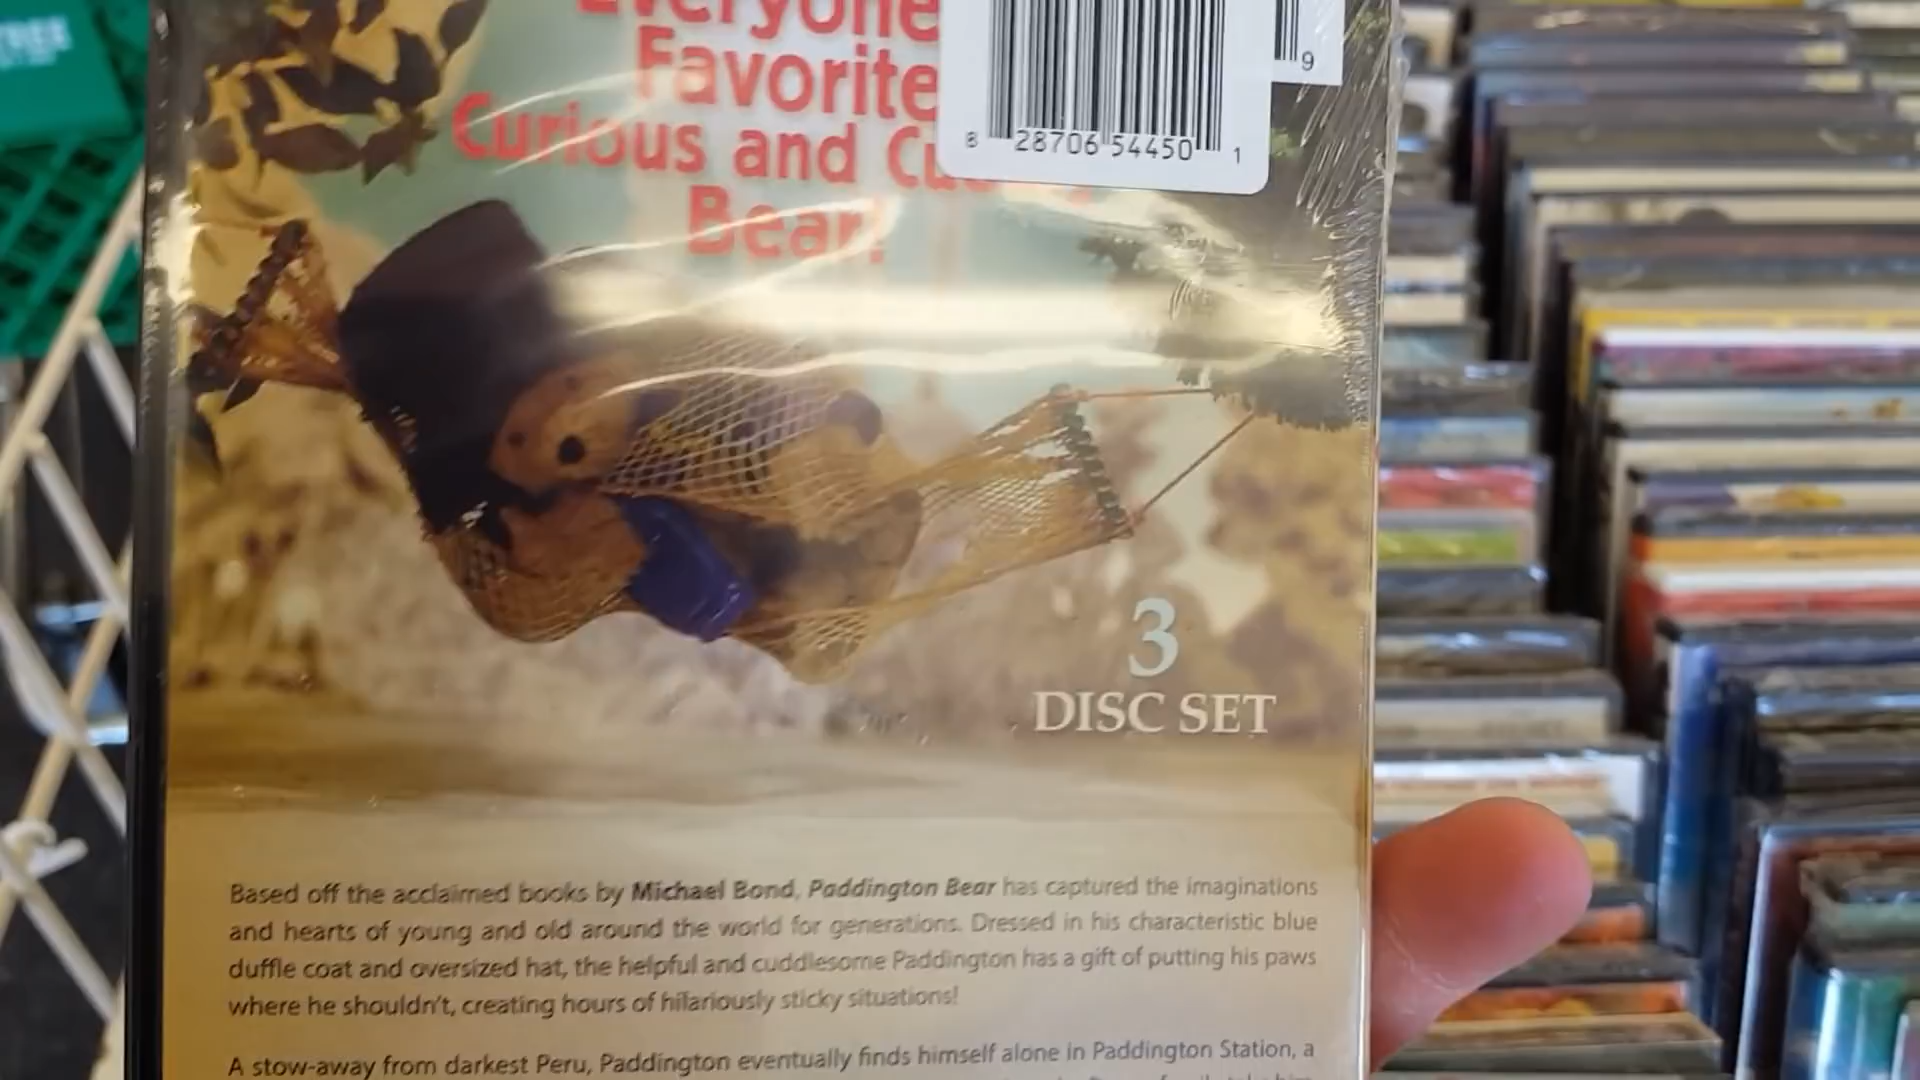 Everyone
Favorite
Curious and Cu
Bear!
9
8 28706 54450 1
3
DISC SET
Based off the acclaimed books by Michael Bond, Paddington Bear has captured the imaginations
and hearts of young and old around the world for generations. Dressed in his characteristic blue
duffle coat and oversized hat, the helpful and cuddlesome Paddington has a gift of putting his paws
where he shouldn't, creating hours of hilariously sticky situations!
A stow-away from darkest Peru, Paddington eventually finds himself alone in Paddington Station, a